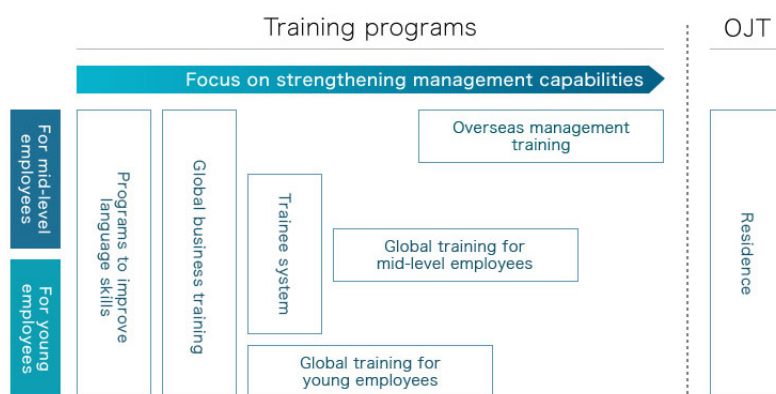 Training programs
OJT
Focus on strengthening management capabilities
For mid-level
employees
For young
employees
Programs to improve
language skills
Global business training
Trainee system
Overseas management
training
Global training for
mid-level employees
Global training for
young employees
Residence